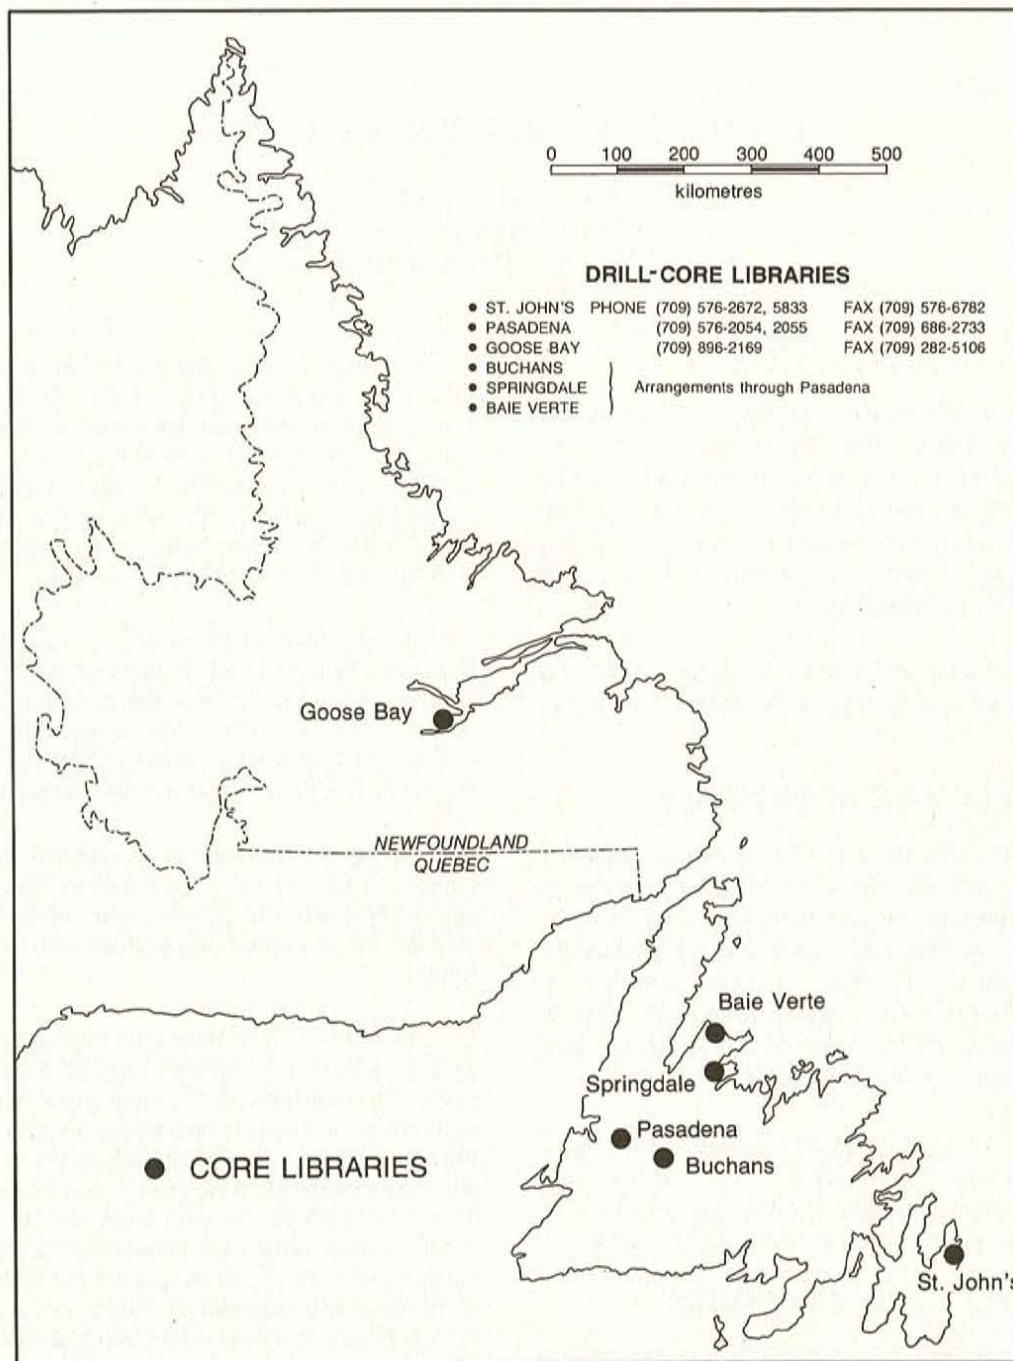 0 100 200 300 400 500
kilometres
DRILL-CORE LIBRARIES
● ST. JOHN'S PHONE (709) 576-2672, 5833 FAX (709) 576-6782
● PASADENA (709) 576-2054, 2055 FAX (709) 686-2733
● GOOSE BAY (709) 896-2169 FAX (709) 282-5106
● BUCHANS
● SPRINGDALE Arrangements through Pasadena
● BAIE VERTE
Goose Bay
NEWFOUNDLAND
QUEBEC
Baie Verte
Springdale
Pasadena
Buchans
● CORE LIBRARIES
St. John's